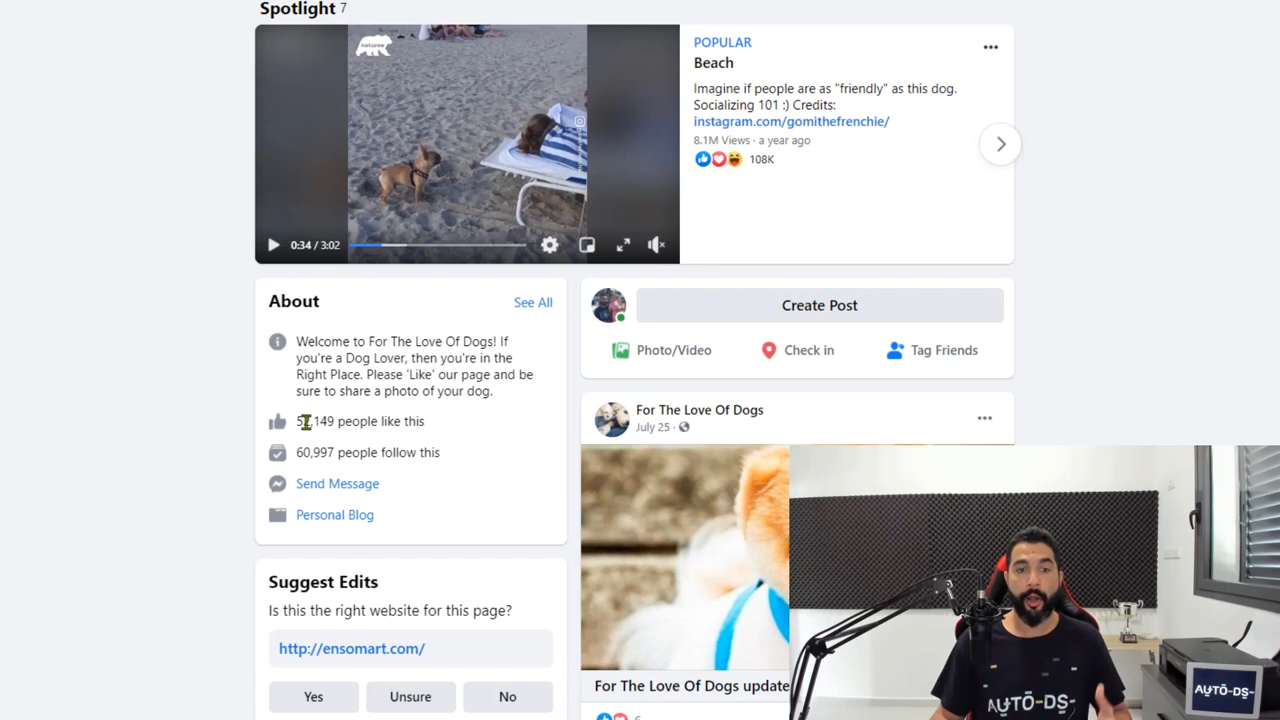 Spotlight 7
naturee
POPULAR
Beach
Imagine if people are as "friendly" as this dog.
Socializing 101 :) Credits:
instagram.com/gomithefrenchie/
8.1M Views · a year ago
108K
0:34 / 3:02
About
See All
Welcome to For The Love Of Dogs! If
you're a Dog Lover, then you're in the
Right Place. Please 'Like' our page and be
sure to share a photo of your dog.
people like this
60,997 people follow this
Send Message
Personal Blog
Suggest Edits
Is this the right website for this page?
http://ensomart.com/
Yes
Unsure
No
Create Post
Photo/Video
Check in
Tag Friends
For The Love Of Dogs
July 25
For The Love Of Dogs update
AUTO-DS-
AUTO-DS-